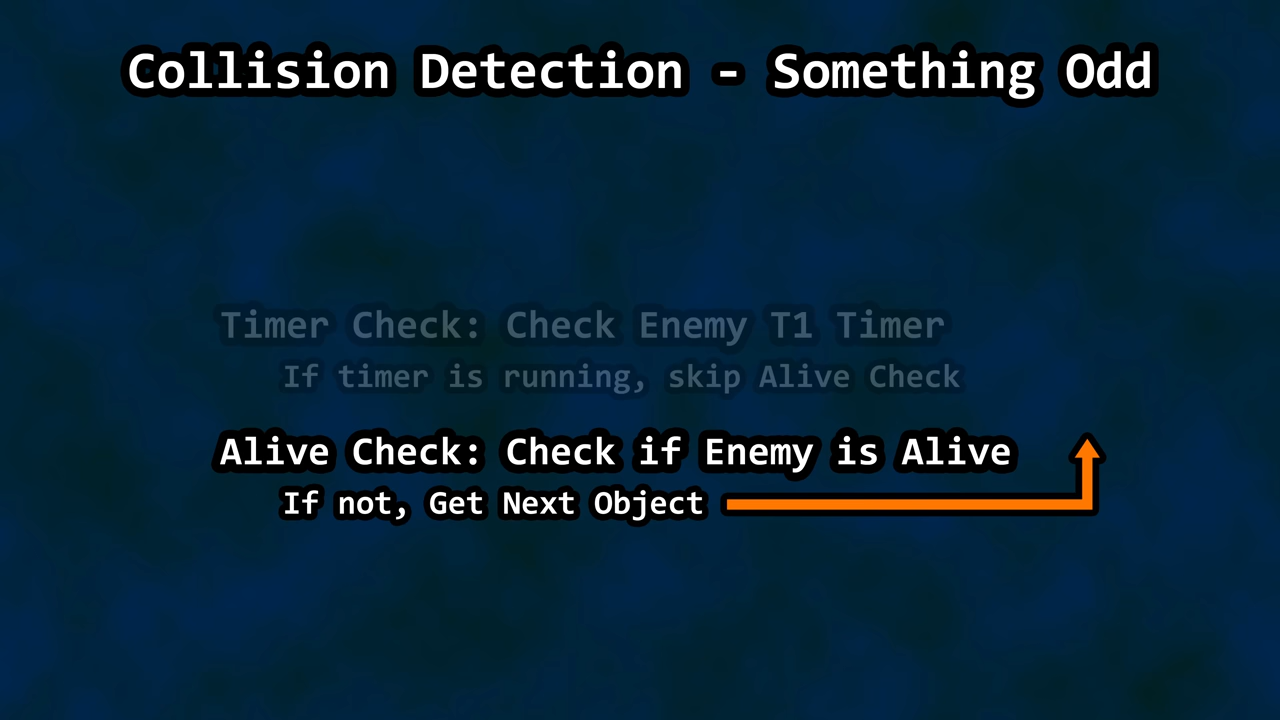 Collision Detection - Something Odd
Timer Check: Check Enemy T1 Timer
If timer is running, skip Alive Check
Alive Check: Check if Enemy is Alive
If not, Get Next Object